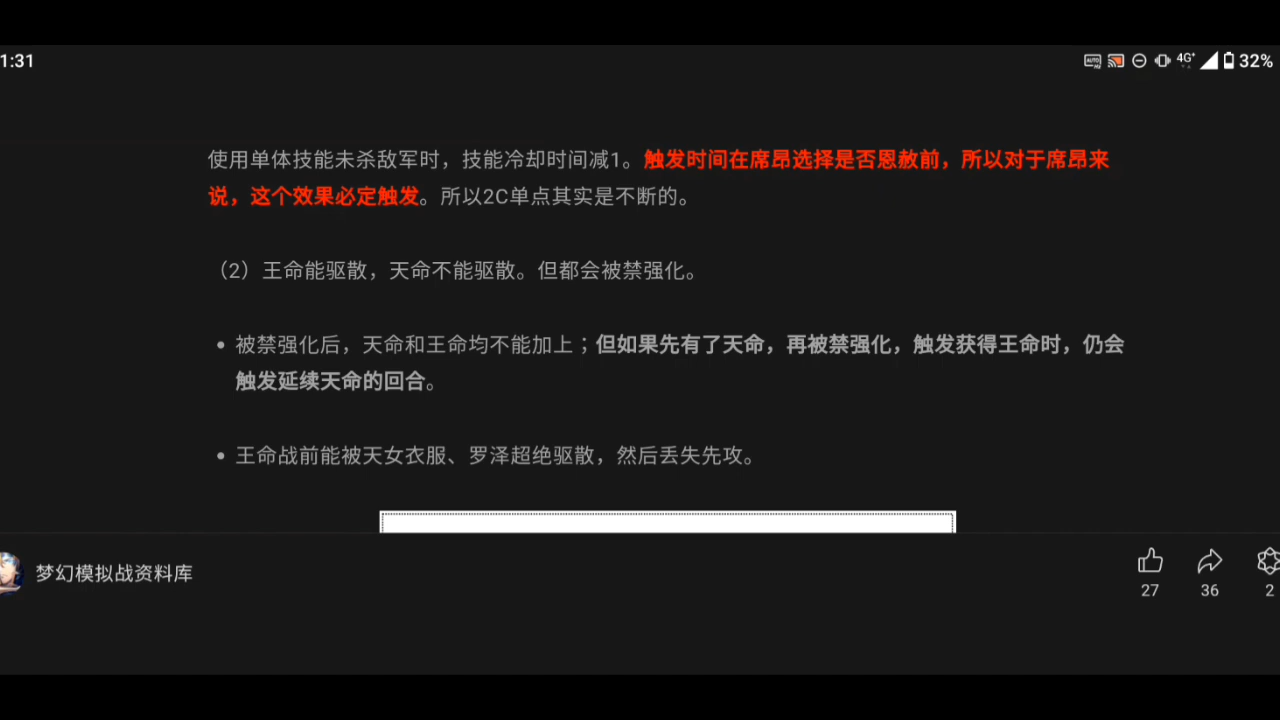 1:31
4G+
32%
使用单体技能未杀敌军时，技能冷却时间减1。触发时间在席昂选择是否恩赦前，所以对于席昂来
说，这个效果必定触发。所以2C单点其实是不断的。
（2）王命能驱散，天命不能驱散。但都会被禁强化。
• 被禁强化后，天命和王命均不能加上；但如果先有了天命，再被禁强化，触发获得王命时，仍会
触发延续天命的回合。
• 王命战前能被天女衣服、罗泽超绝驱散，然后丢失先攻。
梦幻模拟战资料库
27
36
2